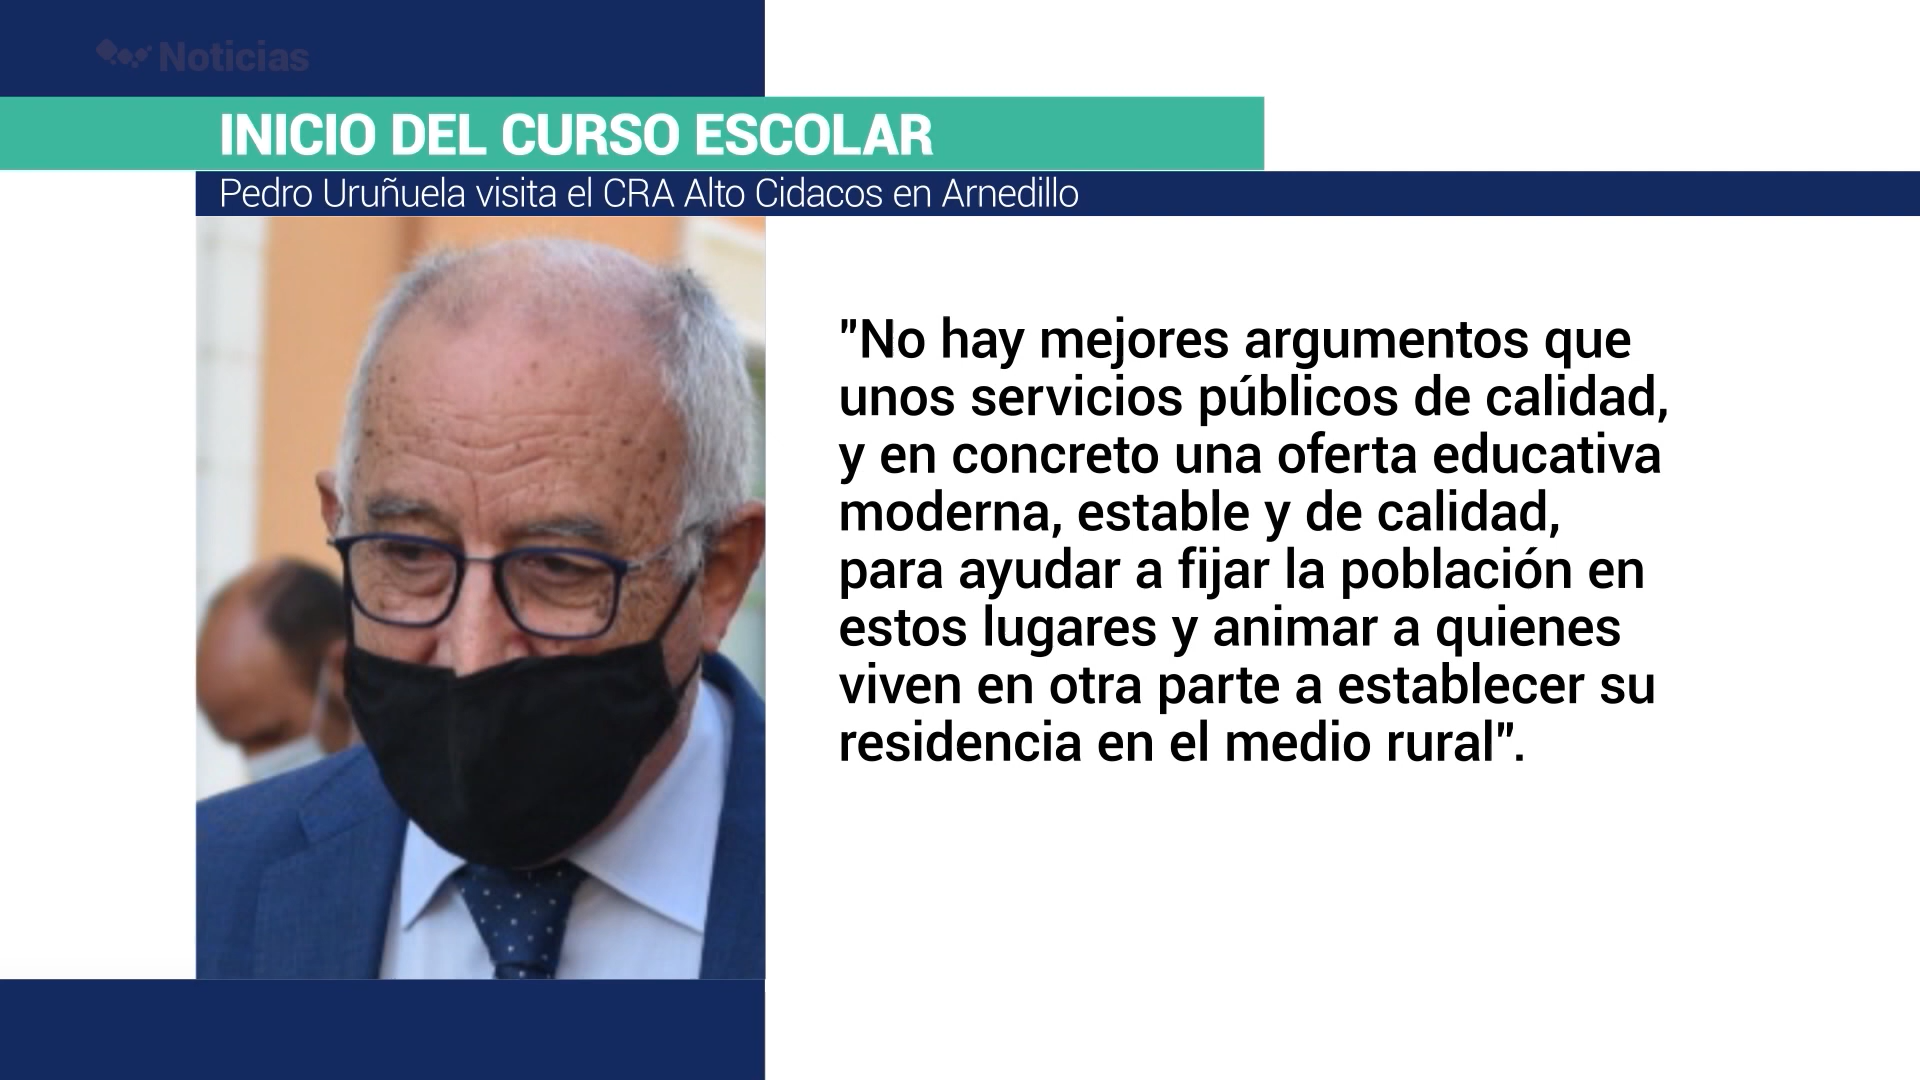 Noticias
INICIO DEL CURSO ESCOLAR
Pedro Uruñuela visita el CRA Alto Cidacos en Arnedillo
"No hay mejores argumentos que
unos servicios públicos de calidad,
y en concreto una oferta educativa
moderna, estable y de calidad,
para ayudar a fijar la población en
estos lugares y animar a quienes
viven en otra parte a establecer su
residencia en el medio rural".